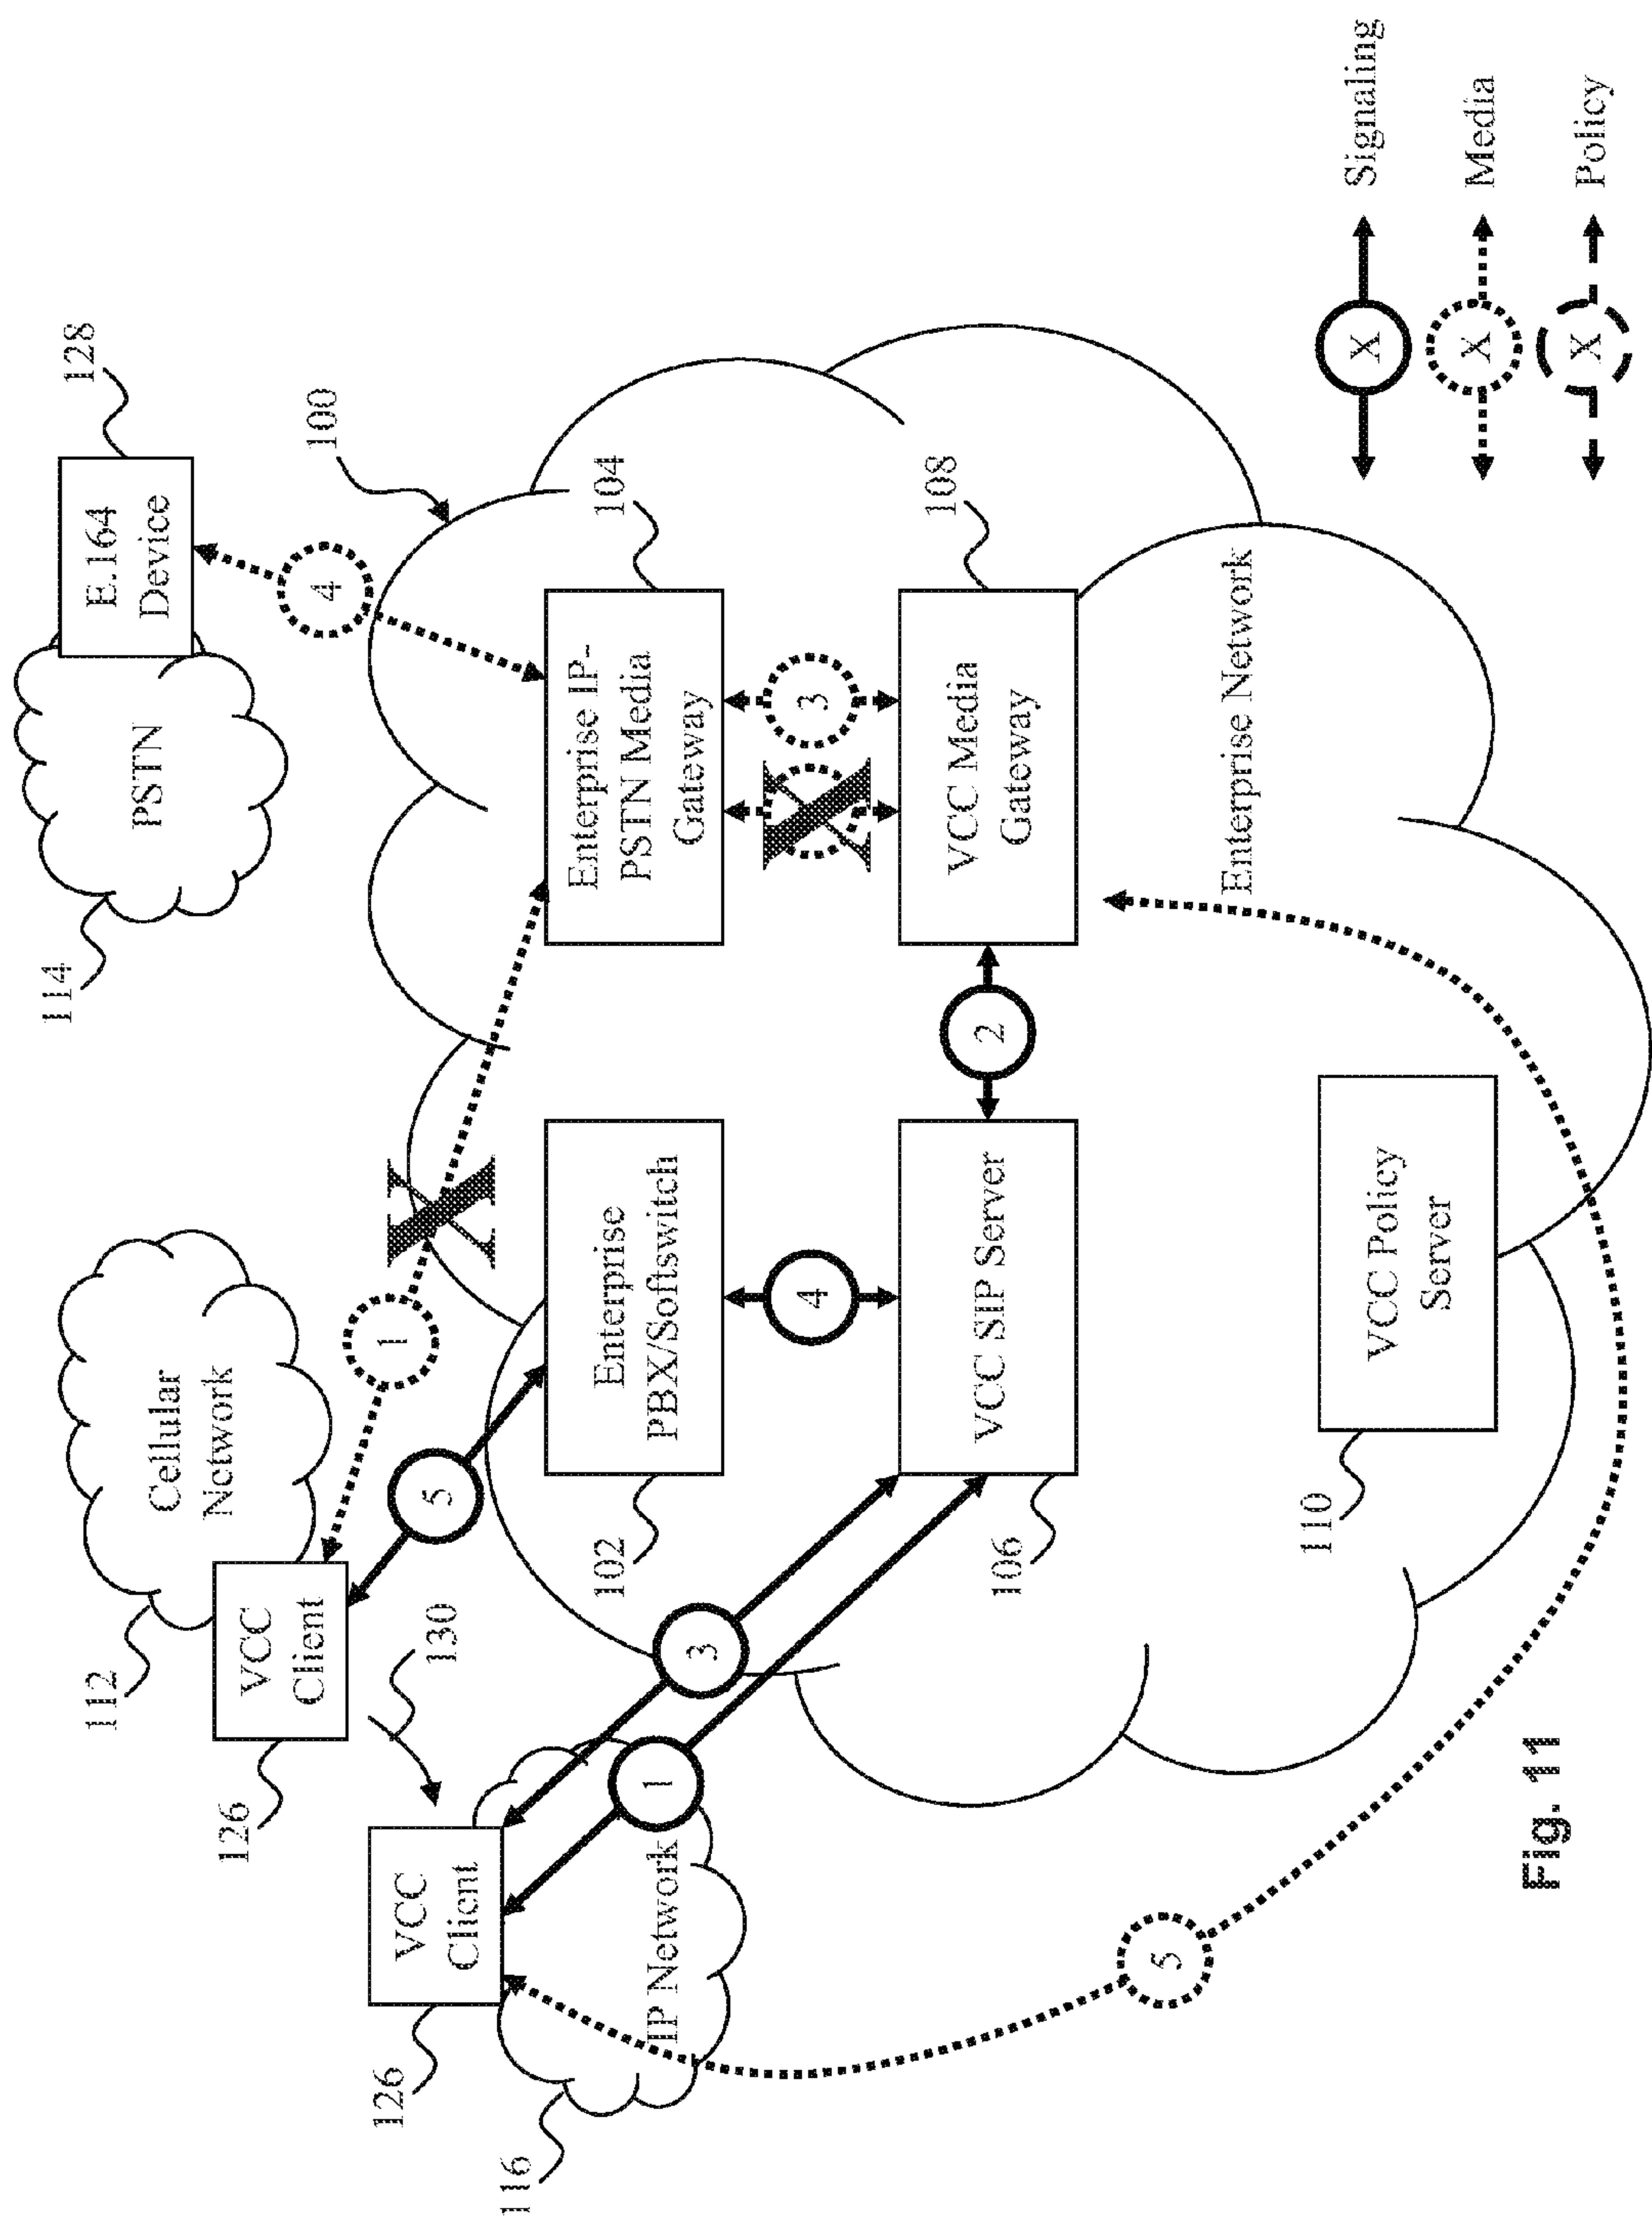 114
PSTN
E.164
Device
128
112
Cellular
Network
126
VCC
Client
4
100
1
X
5
130
126
VCC
Client
116
IP Network
3
1
102
Enterprise
PBX/Softswitch
Enterprise IP-
PSTN Media
Gateway
104
4
X
3
106
VCC SIP Server
2
VCC Media
Gateway
108
5
Enterprise Network
110
VCC Policy
Server
X
Signaling
X
Media
X
Policy
Fig. 11